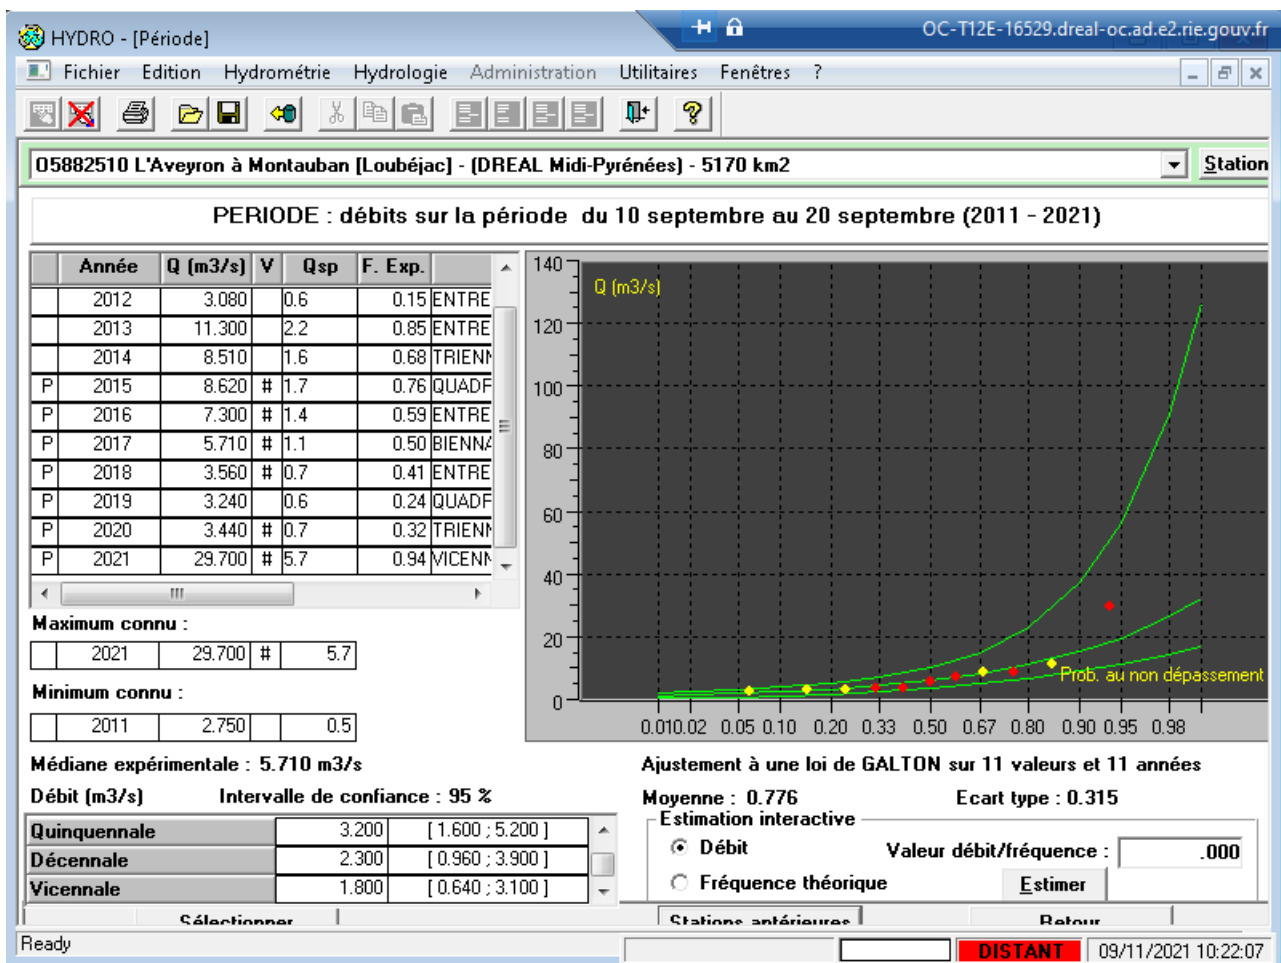 HYDRO - [Période]
OC-T12E-16529.dreal-oc.ad.e2.rie.gouv.fr
Fichier Edition Hydrométrie Hydrologie Administration Utilitaires Fenêtres ?
O5882510 L'Aveyron à Montauban [Loubéjac] - (DREAL Midi-Pyrénées) - 5170 km2
Station
PERIODE : débits sur la période du 10 septembre au 20 septembre (2011 - 2021)
Année Q (m3/s) V Qsp F. Exp.
2012 3.080 0.6 0.15 ENTRE
2013 11.300 2.2 0.85 ENTRE
2014 8.510 1.6 0.68 TRIENN
P 2015 8.620 # 1.7 0.76 QUADR
P 2016 7.300 # 1.4 0.59 ENTRE
P 2017 5.710 # 1.1 0.50 BIENNA
P 2018 3.560 # 0.7 0.41 ENTRE
P 2019 3.240 0.6 0.24 QUADR
P 2020 3.440 # 0.7 0.32 TRIENN
P 2021 29.700 # 5.7 0.94 VICENN
Maximum connu :
2021 29.700 # 5.7
Minimum connu :
2011 2.750 0.5
Médiane expérimentale : 5.710 m3/s
Débit (m3/s) Intervalle de confiance : 95 %
Quinquennale 3.200 [ 1.600 ; 5.200 ]
Décennale 2.300 [ 0.960 ; 3.900 ]
Vicennale 1.800 [ 0.640 ; 3.100 ]
Sélectionner
140
Q (m3/s)
120
100
80
60
40
20
0
Prob. au non dépassement
0.01 0.02 0.05 0.10 0.20 0.33 0.50 0.67 0.80 0.90 0.95 0.98
Ajustement à une loi de GALTON sur 11 valeurs et 11 années
Moyenne : 0.776 Ecart type : 0.315
Estimation interactive
Débit Valeur débit/fréquence : .000
Fréquence théorique Estimer
Stations antérieures Retour
Ready
DISTANT 09/11/2021 10:22:07